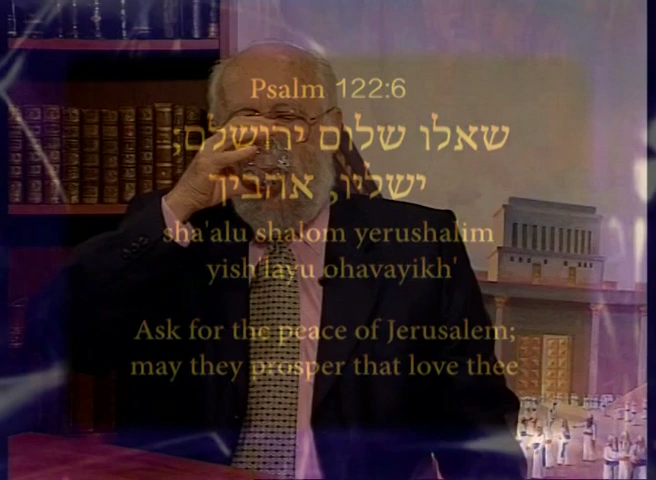 Psalm 122:6
שאלו שלום ירושלם;
ישליו, אהביך
sha'alu shalom yerushalim
yish'layu ohavayikh'
Ask for the peace of Jerusalem;
may they prosper that love thee